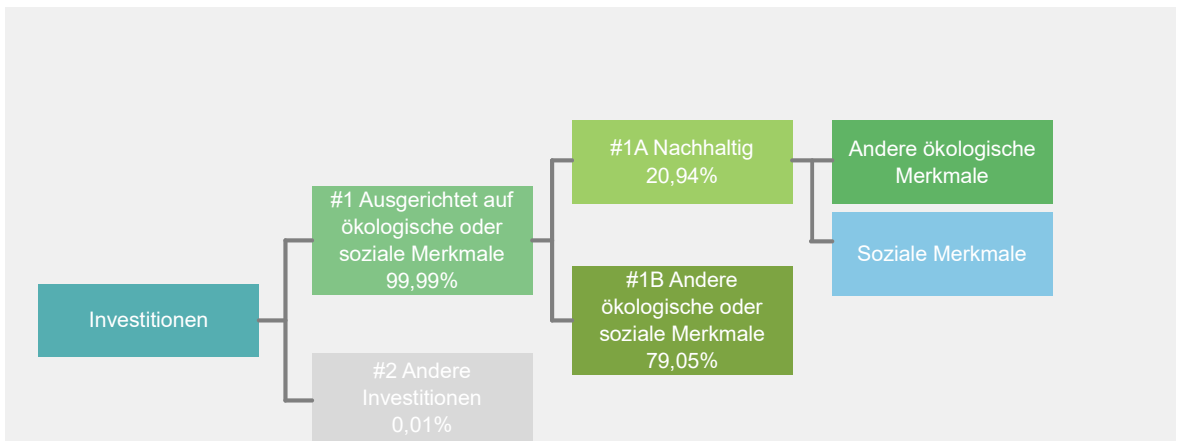 Investitionen
#1 Ausgerichtet auf
ökologische oder
soziale Merkmale
99,99%
#2 Andere
Investitionen
0,01%
#1A Nachhaltig
20,94%
#1B Andere
ökologische oder
soziale Merkmale
79,05%
Andere ökologische
Merkmale
Soziale Merkmale